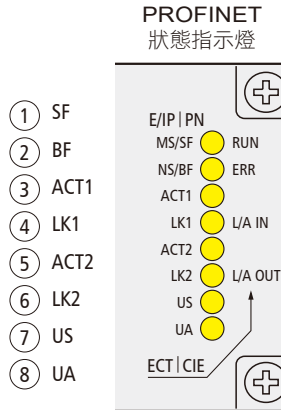 PROFINET
狀態指示燈
① SF
② BF
③ ACT1
④ LK1
⑤ ACT2
⑥ LK2
⑦ US
⑧ UA
E/IP | PN
MS/SF RUN
NS/BF ERR
ACT1
LK1 L/A IN
ACT2
LK2 L/A OUT
US
UA
ECT | CIE